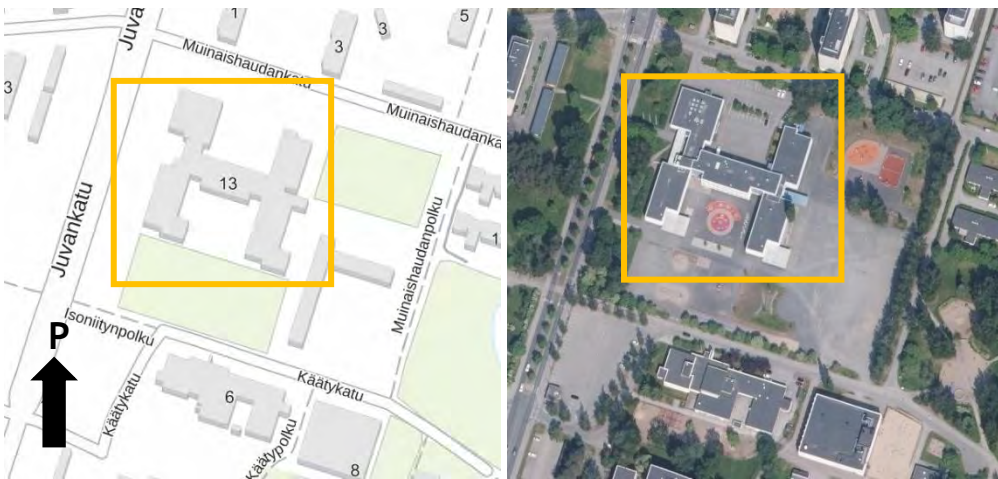 1
3
3
5
3
Juva
Muinaishaudankatu
Muinaishaudanka
13
Juvankatu
1
Muinaishaudanpolku
Isoniitynpolku
P
Käätykatu
Käätykatu
6
Käätypolku
8